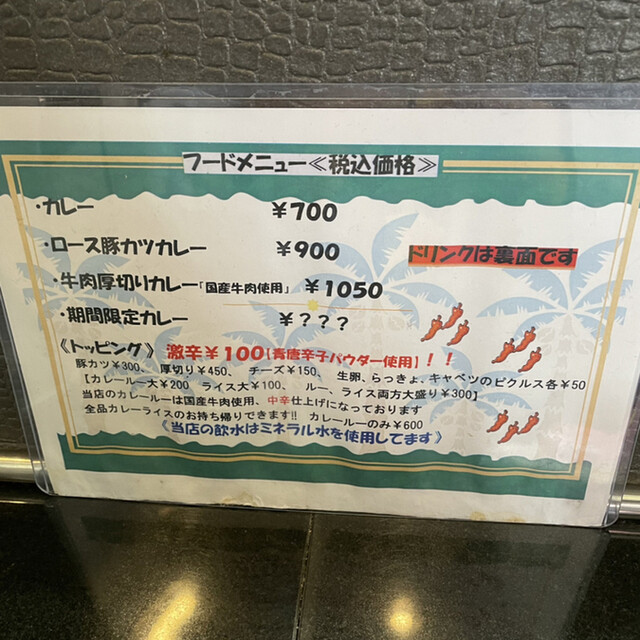 フードメニュー≪税込価格≫
・カレー ￥700
・ロース豚カツカレー ￥900
ドリンクは裏面です
・牛肉厚切りカレー「国産牛肉使用」 ￥1050
・期間限定カレー ￥???
《トッピング》 激辛￥100【青唐辛子パウダー使用】！！
豚カツ¥300、 厚切り¥450、 チーズ¥150、 生卵、らっきょ、キャベツのピクルス各¥50
【カレールー大¥200 ライス大¥100、 ルー、ライス両方大盛り¥300】
当店のカレールーは国産牛肉使用、中辛仕上げになっております
全品カレーライスのお持ち帰りできます!! カレールーのみ¥600
《当店の飲水はミネラル水を使用してます》